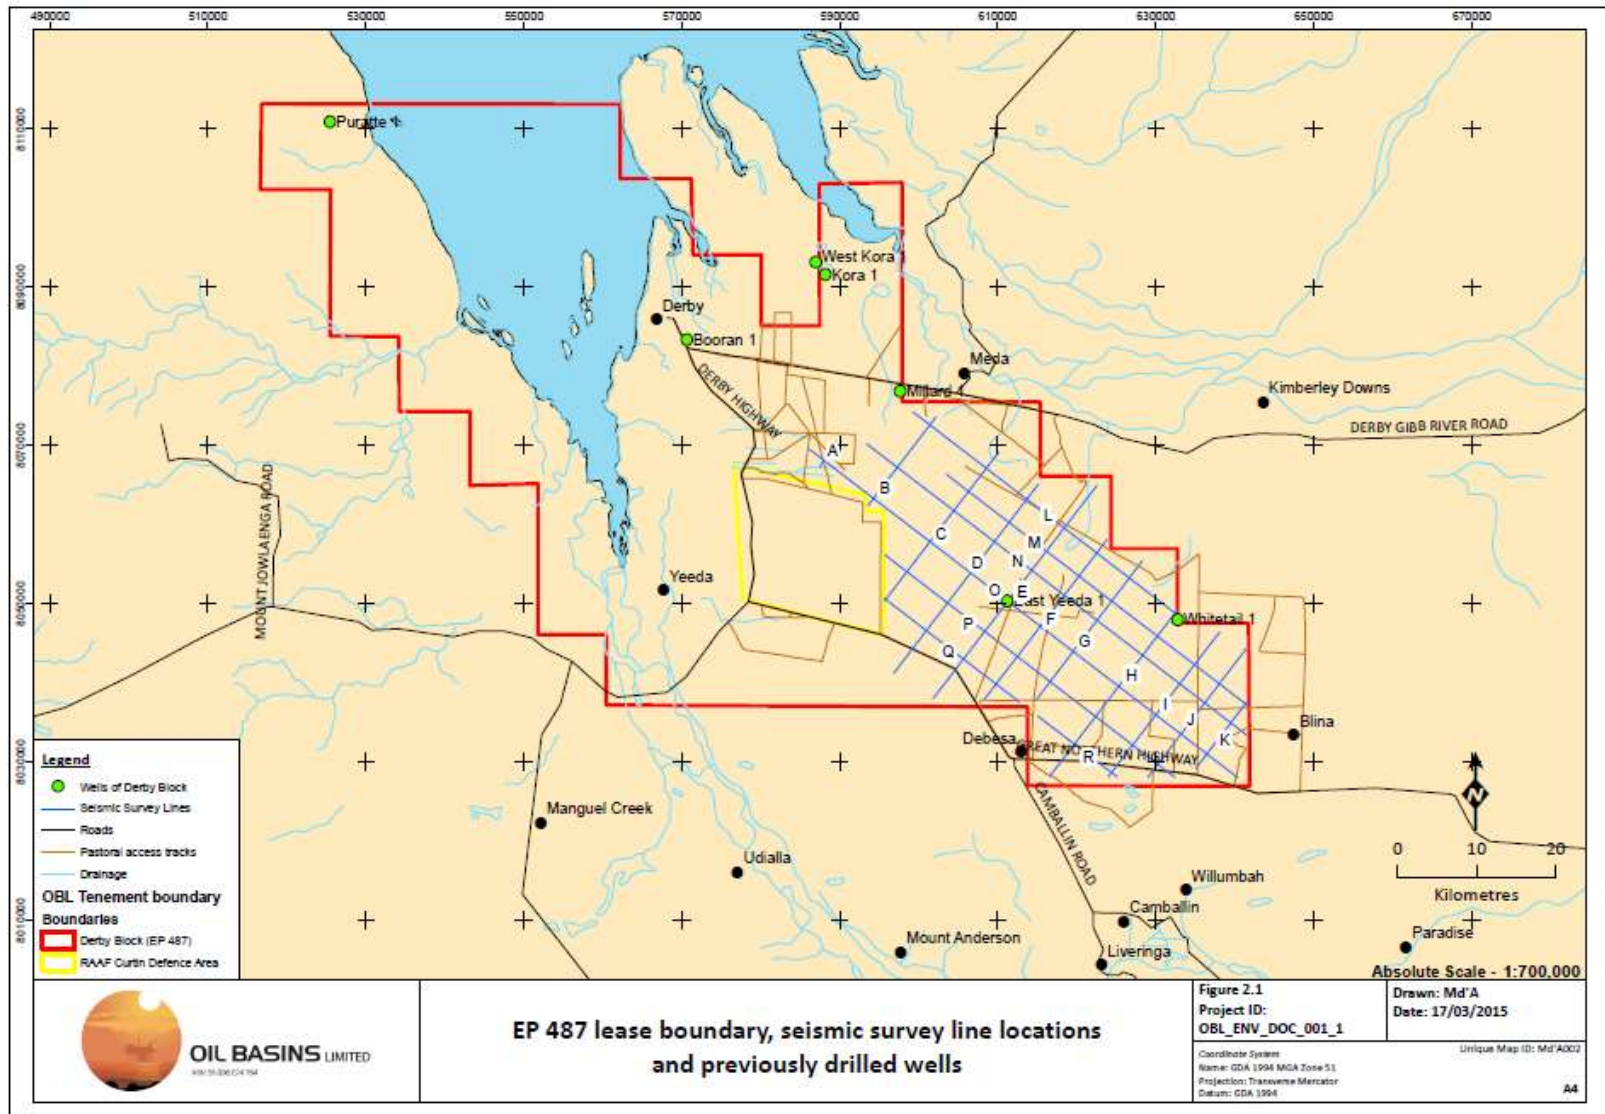 490000 510000 530000 550000 570000 590000 610000 630000 650000 670000
8110000
8090000
8070000
8050000
8030000
8010000
Puratte
West Kora 1
Kora 1
Derby
Booran 1
Meda
Millard 1
Kimberley Downs
DERBY HIGHWAY
DERBY GIBB RIVER ROAD
MOUNT JOWLAENGA ROAD
A
B
L
C
M
D
N
O
E
East Yeeda 1
Yeeda
F
Whitetail 1
P
G
Q
H
I
J
K
R
Blina
Debesa
GREAT NORTHERN HIGHWAY
CAMBALLIN ROAD
Manguel Creek
Udialla
Willumbah
Camballin
Mount Anderson
Liveringa
Paradise
N
0 10 20
Kilometres
Absolute Scale - 1:700,000
Legend
Wells of Derby Block
Seismic Survey Lines
Roads
Pastoral access tracks
Drainage
OBL Tenement boundary
Boundaries
Derby Block (EP 487)
RAAF Curtin Defence Area
OIL BASINS LIMITED
EP 487 lease boundary, seismic survey line locations
and previously drilled wells
Figure 2.1
Project ID:
OBL_ENV_DOC_001_1
Drawn: Md'A
Date: 17/03/2015
Coordinate System
Name: GDA 1994 MGA Zone 51
Projection: Transverse Mercator
Datum: GDA 1994
Unique Map ID: Md'A002
A4